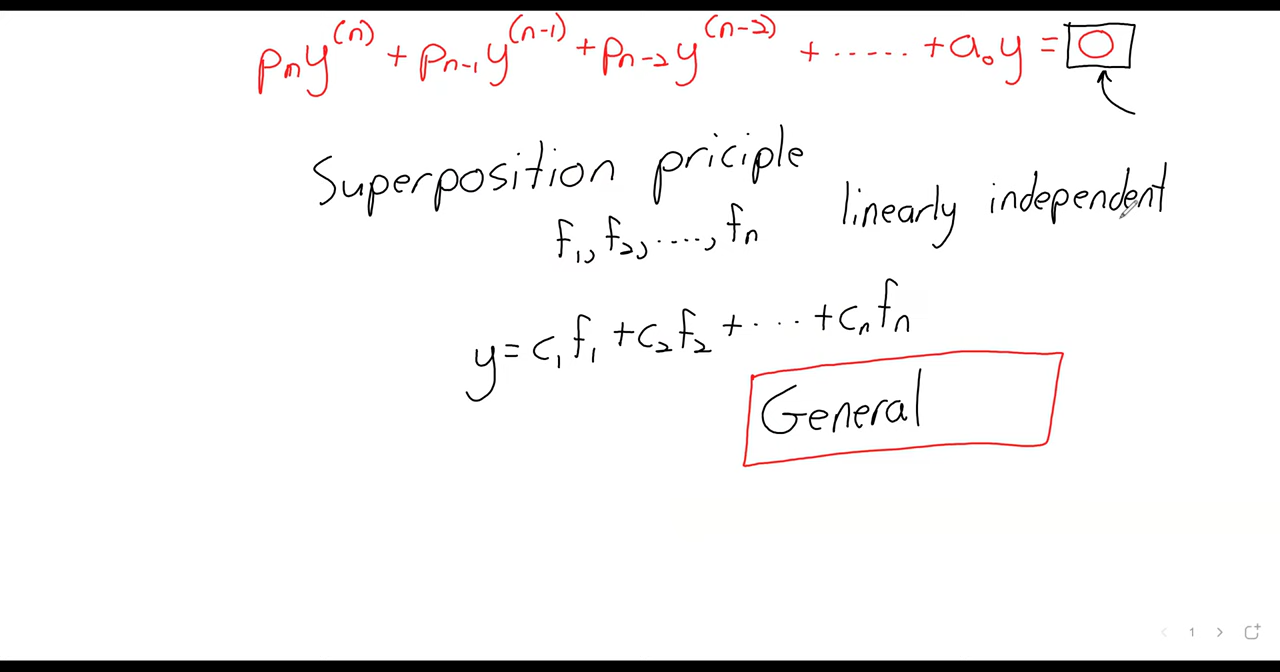 pₙy⁽ⁿ⁾ + pₙ₋₁y⁽ⁿ⁻¹⁾ + pₙ₋₂y⁽ⁿ⁻²⁾ + ...... + a₀y = 0
Superposition priciple
linearly independent
f₁, f₂, ....., fₙ
y = c₁f₁ + c₂f₂ + ... + cₙfₙ
General
1